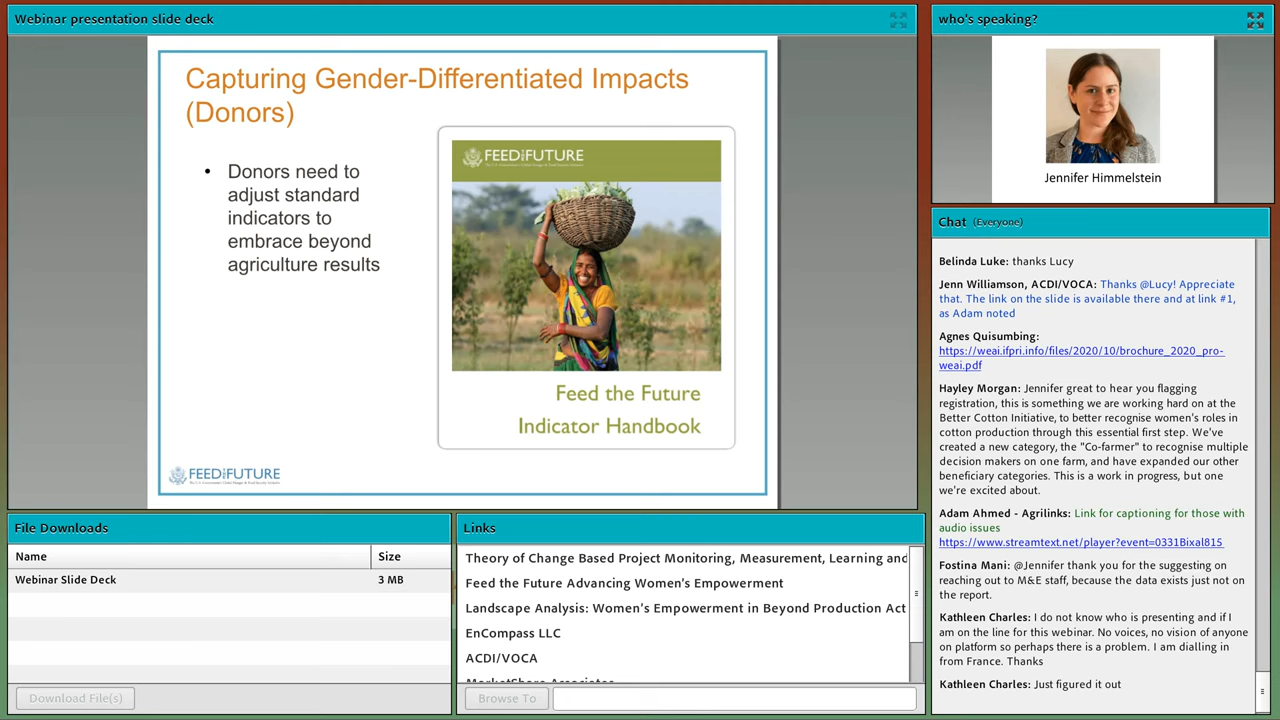 Webinar presentation slide deck
Capturing Gender-Differentiated Impacts
(Donors)
• Donors need to
adjust standard
indicators to
embrace beyond
agriculture results
FEED THE FUTURE
Feed the Future
Indicator Handbook
FEED THE FUTURE
who's speaking?
Jennifer Himmelstein
Chat (Everyone)
Belinda Luke: thanks Lucy
Jenn Williamson, ACDI/VOCA: Thanks @Lucy! Appreciate
that. The link on the slide is available there and at link #1,
as Adam noted
Agnes Quisumbing:
https://weai.ifpri.info/files/2020/10/brochure_2020_pro-
weai.pdf
Hayley Morgan: Jennifer great to hear you flagging
registration, this is something we are working hard on at the
Better Cotton Initiative, to better recognise women's roles in
cotton production through this essential first step. We've
created a new category, the "Co-farmer" to recognise multiple
decision makers on one farm, and have expanded our other
beneficiary categories. This is a work in progress, but one
we're excited about.
Adam Ahmed - Agrilinks: Link for captioning for those with
audio issues
https://www.streamtext.net/player?event=0331Bixal815
Fostina Mani: @Jennifer thank you for the suggesting on
reaching out to M&E staff, because the data exists just not on
the report.
Kathleen Charles: I do not know who is presenting and if I
am on the line for this webinar. No voices, no vision of anyone
on platform so perhaps there is a problem. I am dialling in
from France. Thanks
Kathleen Charles: Just figured it out
File Downloads
Name Size
Webinar Slide Deck 3 MB
Download File(s)
Links
Theory of Change Based Project Monitoring, Measurement, Learning and
Feed the Future Advancing Women's Empowerment
Landscape Analysis: Women's Empowerment in Beyond Production Act
EnCompass LLC
ACDI/VOCA
MarketShare Associates
Browse To